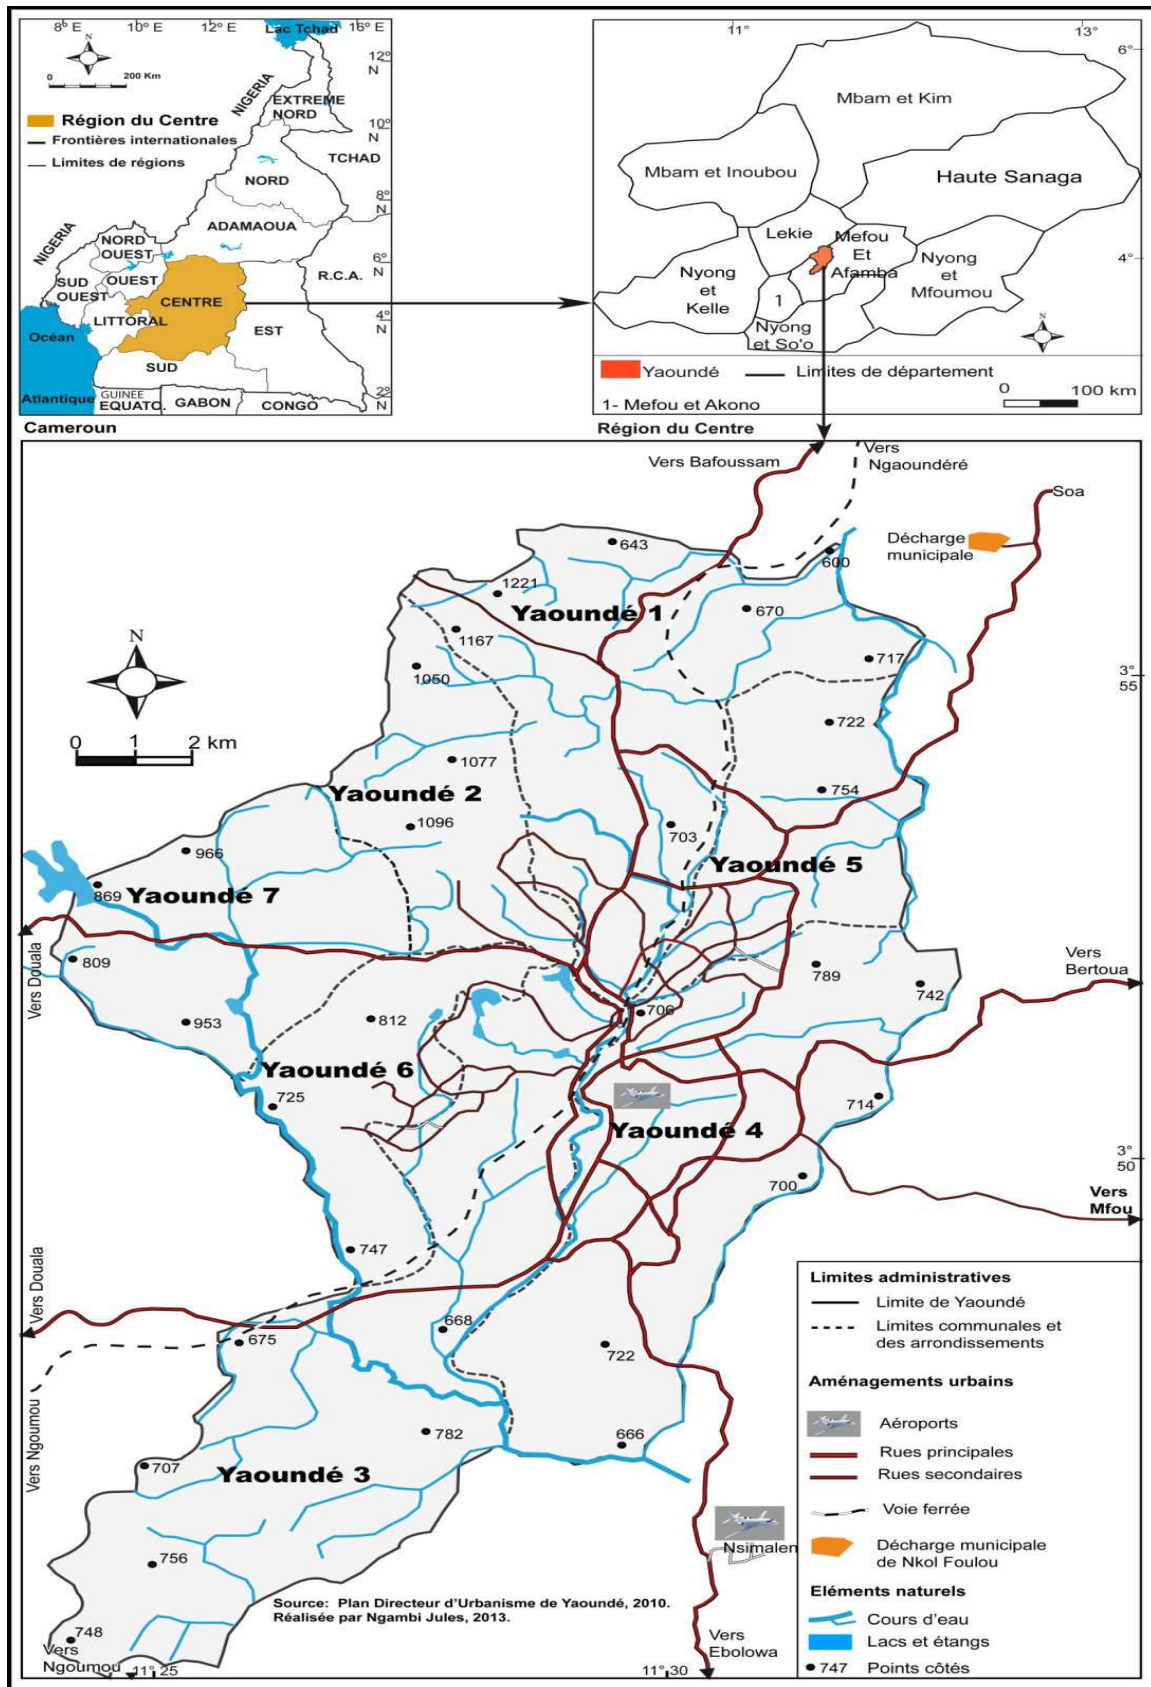 8° E
10° E
12° E
16° E
Lac Tchad
12°
N
0
200 Km
NIGERIA
EXTREME
NORD
Région du Centre
10°
N
Frontières internationales
Limites de régions
TCHAD
NORD
8°
N
ADAMAOUA
NIGERIA
NORD
OUEST
6°
N
OUEST
R.C.A.
SUD
OUEST
CENTRE
LITTORAL
4°
N
EST
Océan
SUD
2°
N
Atlantique
GUINEE
EQUATO.
GABON
CONGO
Cameroun
11°
13°
6°
Mbam et Kim
Mbam et Inoubou
Haute Sanaga
Lekie
Mefou
Et
Afamba
4°
Nyong
et
Kelle
Nyong
et
Mfoumou
1
Nyong
et So'o
Yaoundé
Limites de département
0
100 km
1- Mefou et Akono
Région du Centre
Vers Bafoussam
Vers
Ngaoundéré
Soa
Décharge
municipale
643
600
1221
Yaoundé 1
670
1167
717
1050
3°
55
N
722
0 1 2 km
1077
Yaoundé 2
754
1096
703
966
Yaoundé 5
869
Yaoundé 7
Vers Douala
809
789
Vers
Bertoua
742
953
812
706
Yaoundé 6
725
714
Yaoundé 4
3°
50
700
Vers
Mfou
747
Vers Douala
668
675
722
Vers Ngoumou
782
666
707
Yaoundé 3
Nsimalen
756
Source: Plan Directeur d'Urbanisme de Yaoundé, 2010.
Réalisée par Ngambi Jules, 2013.
748
Vers
Ngoumou
Vers
Ebolowa
11° 25
11° 30
Limites administratives
Limite de Yaoundé
Limites communales et
des arrondissements
Aménagements urbains
Aéroports
Rues principales
Rues secondaires
Voie ferrée
Décharge municipale
de Nkol Foulou
Eléments naturels
Cours d'eau
Lacs et étangs
747 Points côtés